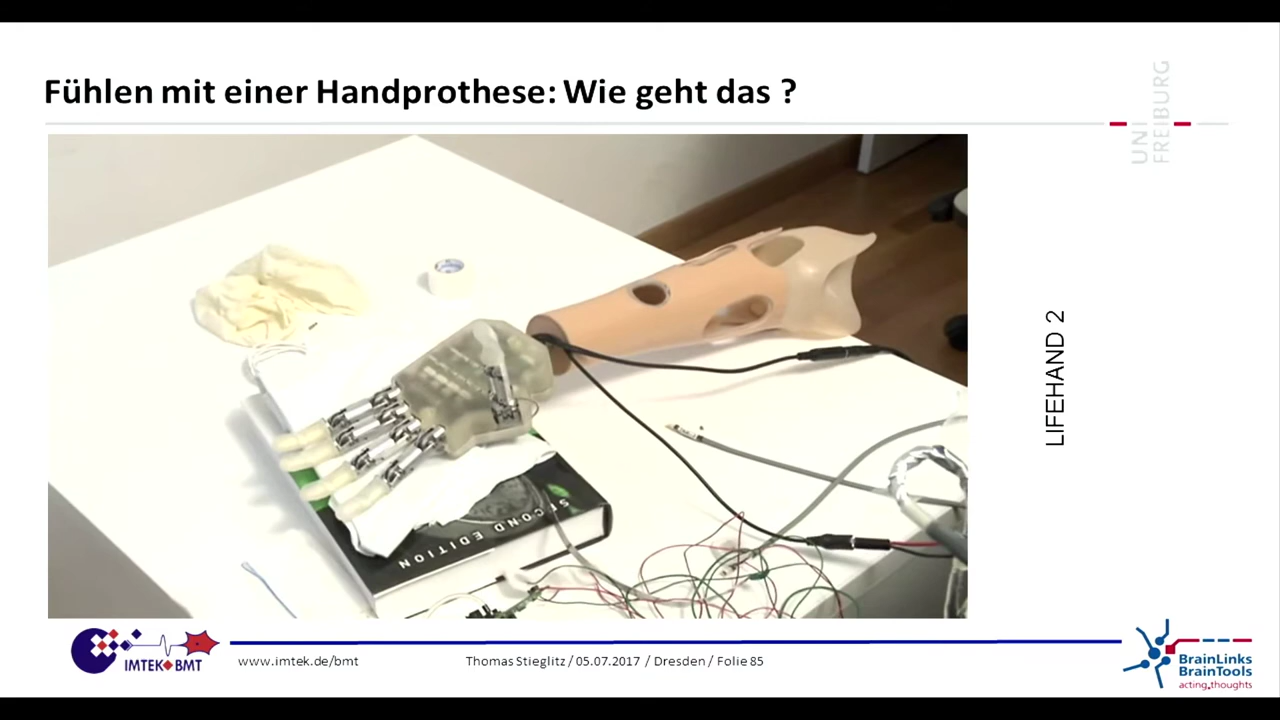 Fühlen mit einer Handprothese: Wie geht das ?
UNI
FREIBURG
LIFEHAND 2
SECOND EDITION
IMTEK BMT
www.imtek.de/bmt
Thomas Stieglitz / 05.07.2017 / Dresden / Folie 85
BrainLinks
BrainTools
acting.thoughts